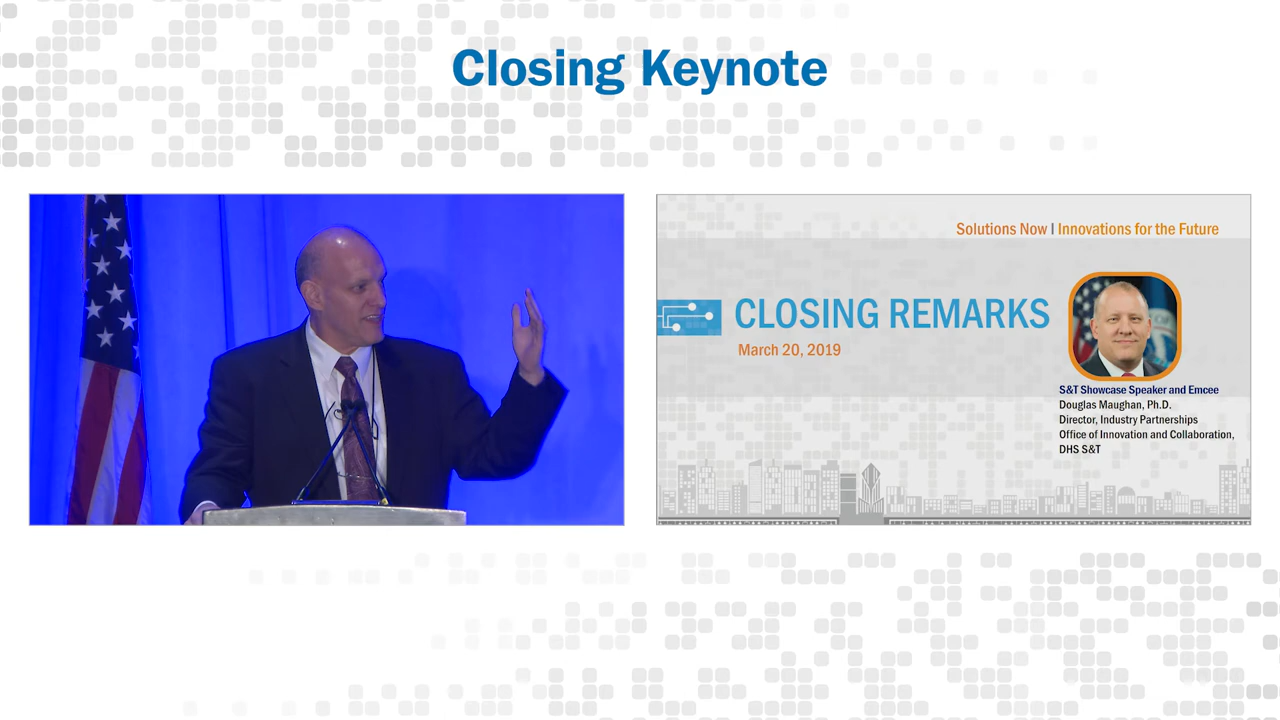 Closing Keynote
Solutions Now | Innovations for the Future
CLOSING REMARKS
March 20, 2019
S&T Showcase Speaker and Emcee
Douglas Maughan, Ph.D.
Director, Industry Partnerships
Office of Innovation and Collaboration,
DHS S&T